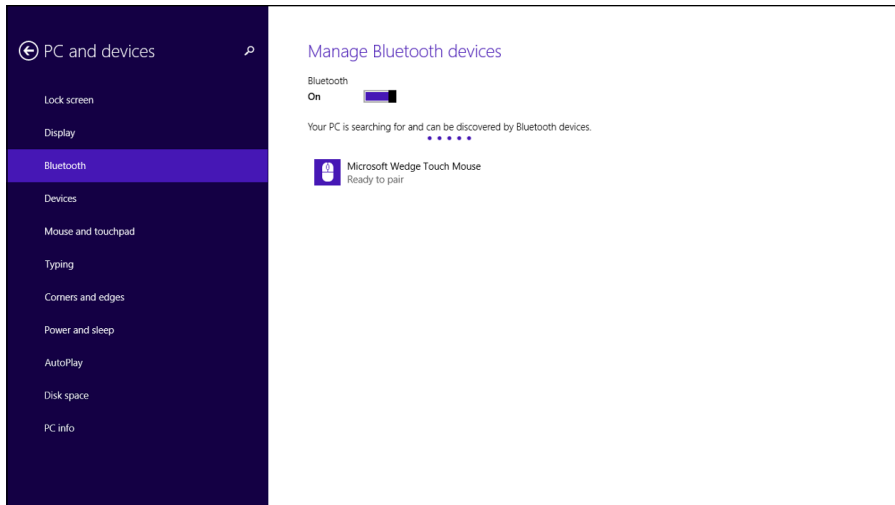 PC and devices
Lock screen
Display
Bluetooth
Devices
Mouse and touchpad
Typing
Corners and edges
Power and sleep
AutoPlay
Disk space
PC info
Manage Bluetooth devices
Bluetooth
On
Your PC is searching for and can be discovered by Bluetooth devices.
Microsoft Wedge Touch Mouse
Ready to pair